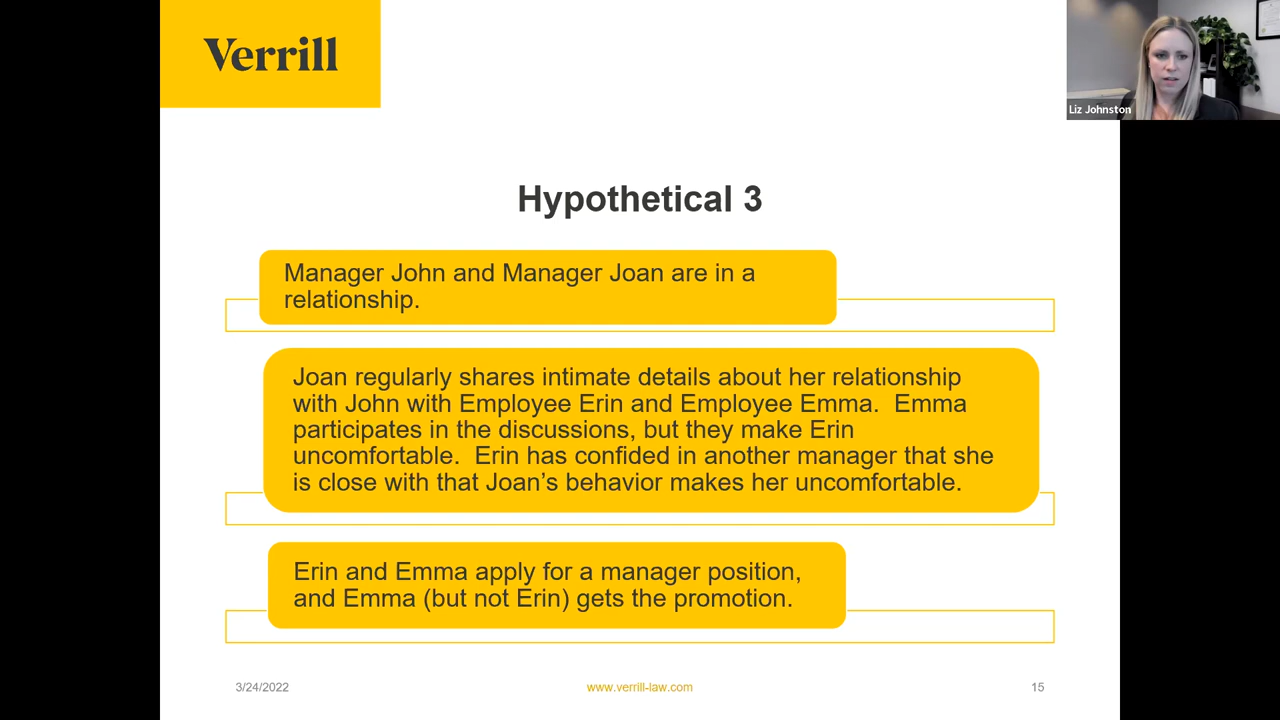 Verrill
Liz Johnston
Hypothetical 3
Manager John and Manager Joan are in a
relationship.
Joan regularly shares intimate details about her relationship
with John with Employee Erin and Employee Emma.  Emma
participates in the discussions, but they make Erin
uncomfortable.  Erin has confided in another manager that she
is close with that Joan’s behavior makes her uncomfortable.
Erin and Emma apply for a manager position,
and Emma (but not Erin) gets the promotion.
3/24/2022
www.verrill-law.com
15